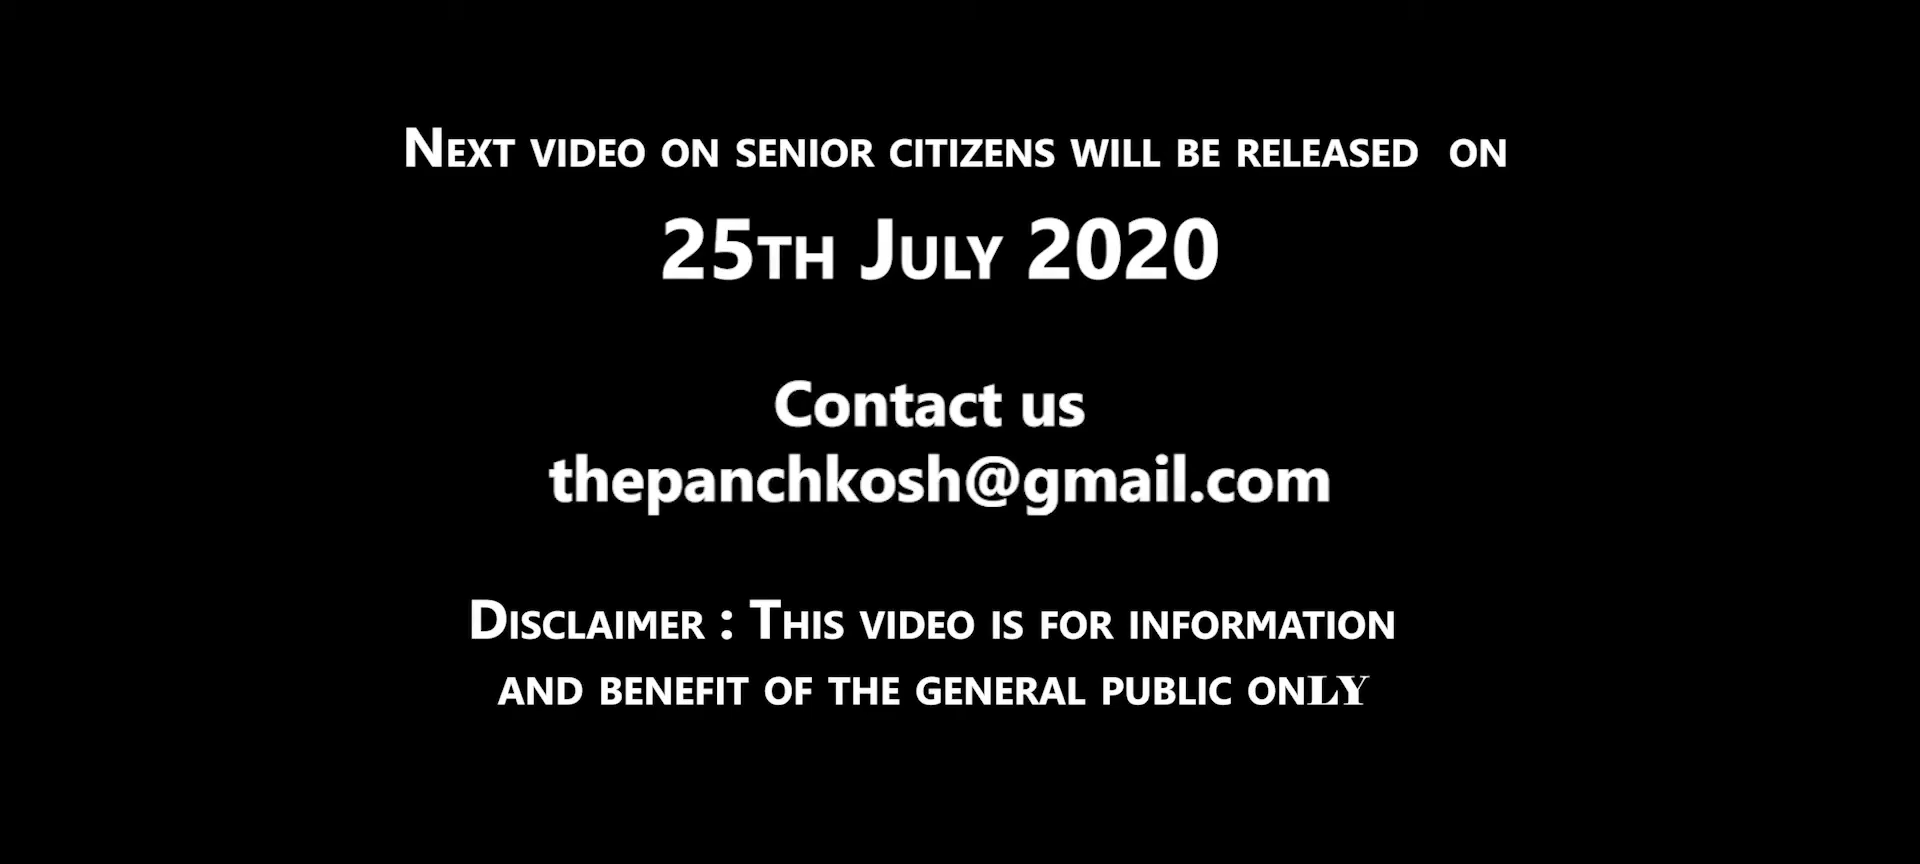 Next video on senior citizens will be released on
25th July 2020
Contact us
thepanchkosh@gmail.com
Disclaimer : This video is for information
and benefit of the general public only